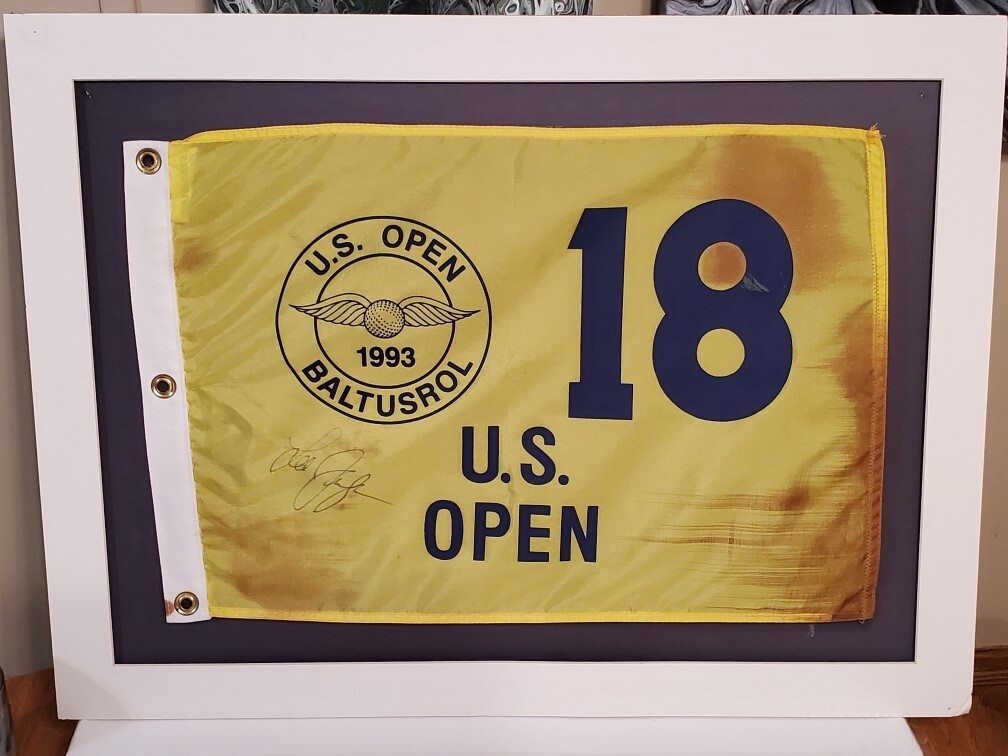 U.S. OPEN
1993
BALTUSROL
18
U.S.
OPEN